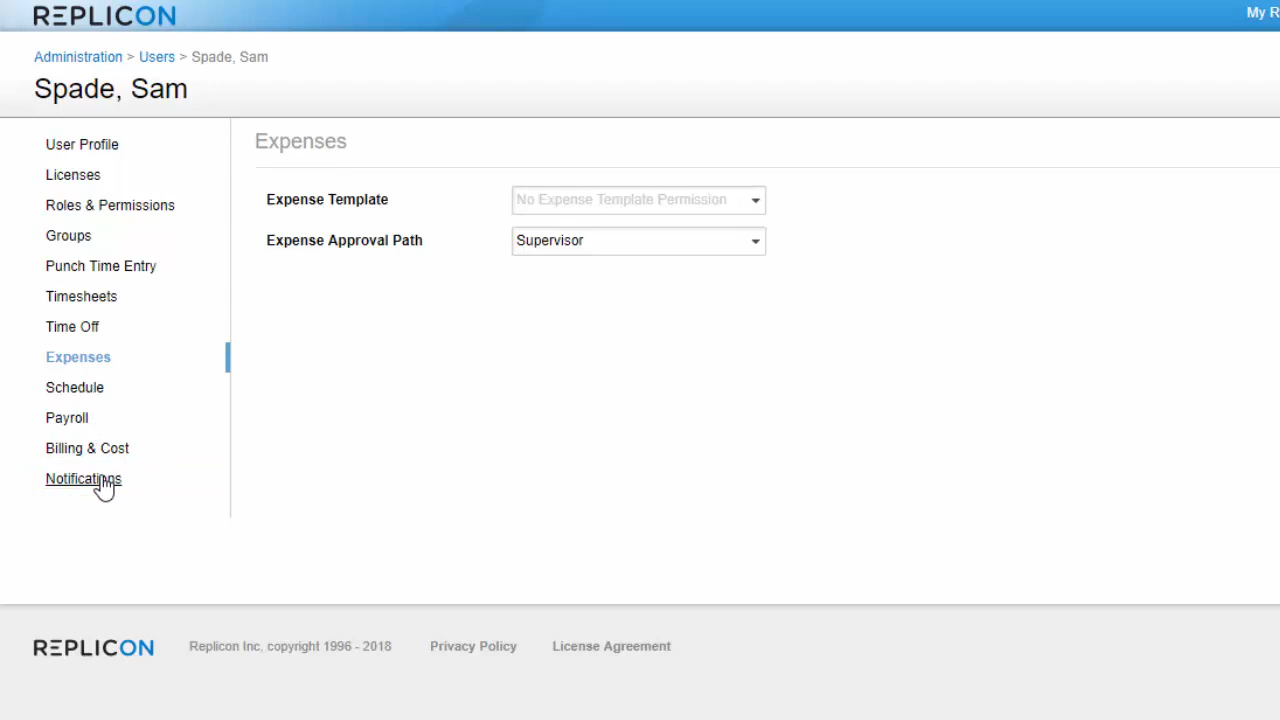 REPLICON
My R
Administration > Users > Spade, Sam
Spade, Sam
User Profile
Licenses
Roles & Permissions
Groups
Punch Time Entry
Timesheets
Time Off
Expenses
Schedule
Payroll
Billing & Cost
Notifications
Expenses
Expense Template No Expense Template Permission
Expense Approval Path Supervisor
REPLICON Replicon Inc, copyright 1996 - 2018 Privacy Policy License Agreement